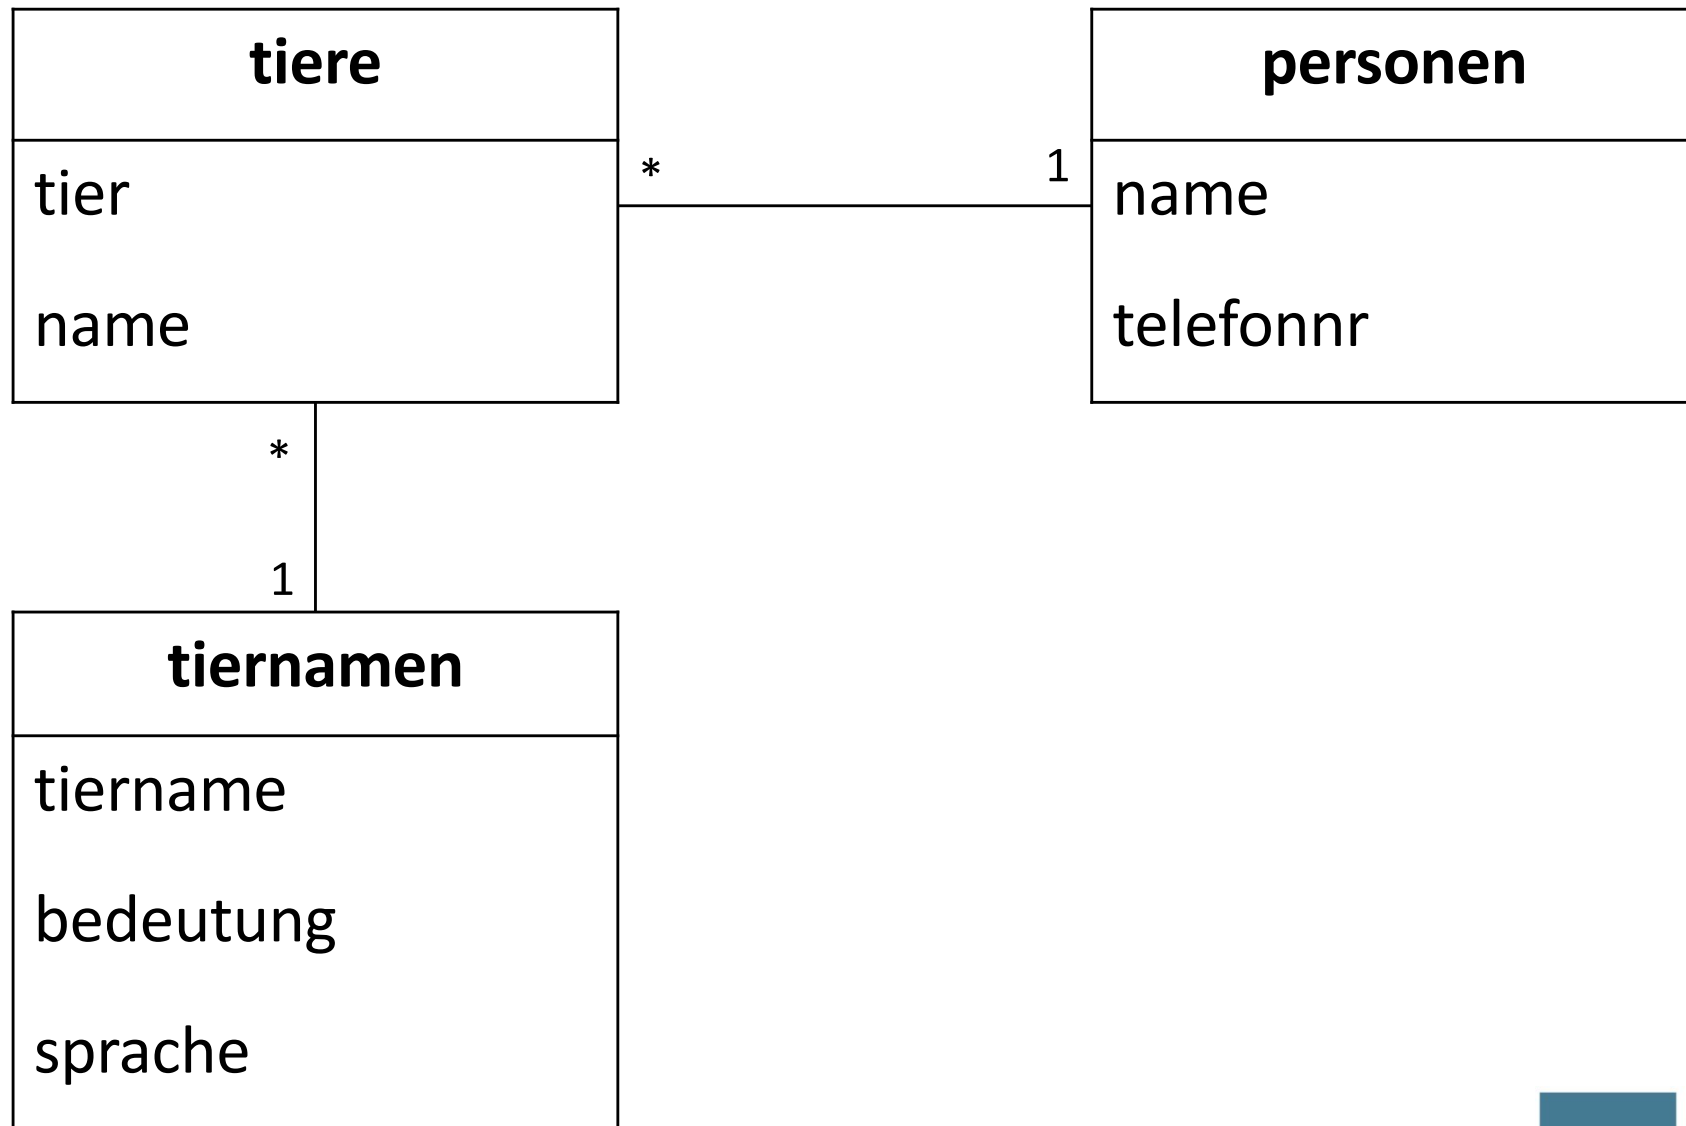 tiere
tier
name
*
1
personen
name
telefonnr
*
1
tiernamen
tiername
bedeutung
sprache